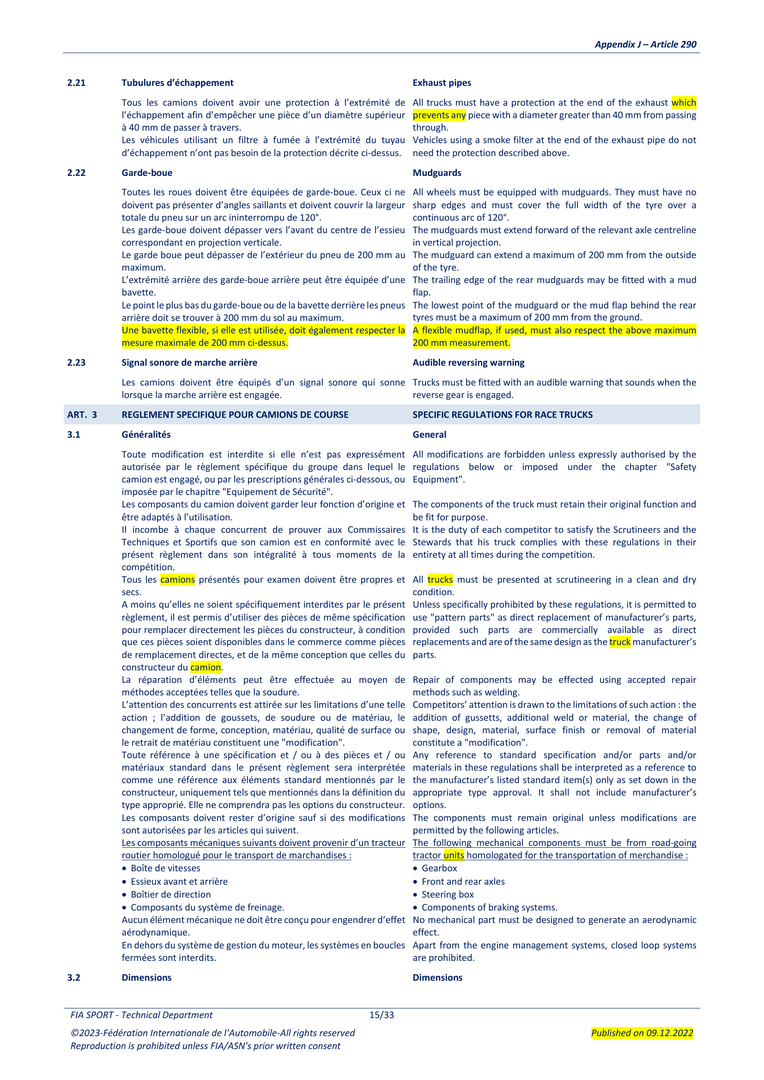 Appendix J – Article 290
2.21 Tubulures d'échappement
Tous les camions doivent avoir une protection à l'extrémité de
l'échappement afin d'empêcher une pièce d'un diamètre supérieur
à 40 mm de passer à travers.
Les véhicules utilisant un filtre à fumée à l'extrémité du tuyau
d'échappement n'ont pas besoin de la protection décrite ci-dessus.
Exhaust pipes
All trucks must have a protection at the end of the exhaust which
prevents any piece with a diameter greater than 40 mm from passing
through.
Vehicles using a smoke filter at the end of the exhaust pipe do not
need the protection described above.
2.22 Garde-boue
Toutes les roues doivent être équipées de garde-boue. Ceux ci ne
doivent pas présenter d'angles saillants et doivent couvrir la largeur
totale du pneu sur un arc ininterrompu de 120°.
Les garde-boue doivent dépasser vers l'avant du centre de l'essieu
correspondant en projection verticale.
Le garde boue peut dépasser de l'extérieur du pneu de 200 mm au
maximum.
L'extrémité arrière des garde-boue arrière peut être équipée d'une
bavette.
Le point le plus bas du garde-boue ou de la bavette derrière les pneus
arrière doit se trouver à 200 mm du sol au maximum.
Une bavette flexible, si elle est utilisée, doit également respecter la
mesure maximale de 200 mm ci-dessus.
Mudguards
All wheels must be equipped with mudguards. They must have no
sharp edges and must cover the full width of the tyre over a
continuous arc of 120°.
The mudguards must extend forward of the relevant axle centreline
in vertical projection.
The mudguard can extend a maximum of 200 mm from the outside
of the tyre.
The trailing edge of the rear mudguards may be fitted with a mud
flap.
The lowest point of the mudguard or the mud flap behind the rear
tyres must be a maximum of 200 mm from the ground.
A flexible mudflap, if used, must also respect the above maximum
200 mm measurement.
2.23 Signal sonore de marche arrière
Les camions doivent être équipés d'un signal sonore qui sonne
lorsque la marche arrière est engagée.
Audible reversing warning
Trucks must be fitted with an audible warning that sounds when the
reverse gear is engaged.
ART. 3 REGLEMENT SPECIFIQUE POUR CAMIONS DE COURSE
SPECIFIC REGULATIONS FOR RACE TRUCKS
3.1 Généralités
Toute modification est interdite si elle n'est pas expressément
autorisée par le règlement spécifique du groupe dans lequel le
camion est engagé, ou par les prescriptions générales ci-dessous, ou
imposée par le chapitre "Equipement de Sécurité".
Les composants du camion doivent garder leur fonction d'origine et
être adaptés à l'utilisation.
Il incombe à chaque concurrent de prouver aux Commissaires
Techniques et Sportifs que son camion est en conformité avec le
présent règlement dans son intégralité à tous moments de la
compétition.
Tous les camions présentés pour examen doivent être propres et
secs.
A moins qu'elles ne soient spécifiquement interdites par le présent
règlement, il est permis d'utiliser des pièces de même spécification
pour remplacer directement les pièces du constructeur, à condition
que ces pièces soient disponibles dans le commerce comme pièces
de remplacement directes, et de la même conception que celles du
constructeur du camion.
La réparation d'éléments peut être effectuée au moyen de
méthodes acceptées telles que la soudure.
L'attention des concurrents est attirée sur les limitations d'une telle
action ; l'addition de goussets, de soudure ou de matériau, le
changement de forme, conception, matériau, qualité de surface ou
le retrait de matériau constituent une "modification".
Toute référence à une spécification et / ou à des pièces et / ou
matériaux standard dans le présent règlement sera interprétée
comme une référence aux éléments standard mentionnés par le
constructeur, uniquement tels que mentionnés dans la définition du
type approprié. Elle ne comprendra pas les options du constructeur.
Les composants doivent rester d'origine sauf si des modifications
sont autorisées par les articles qui suivent.
Les composants mécaniques suivants doivent provenir d'un tracteur
routier homologué pour le transport de marchandises :
• Boîte de vitesses
• Essieux avant et arrière
• Boîtier de direction
• Composants du système de freinage.
Aucun élément mécanique ne doit être conçu pour engendrer d'effet
aérodynamique.
En dehors du système de gestion du moteur, les systèmes en boucles
fermées sont interdits.
General
All modifications are forbidden unless expressly authorised by the
regulations below or imposed under the chapter "Safety
Equipment".
The components of the truck must retain their original function and
be fit for purpose.
It is the duty of each competitor to satisfy the Scrutineers and the
Stewards that his truck complies with these regulations in their
entirety at all times during the competition.
All trucks must be presented at scrutineering in a clean and dry
condition.
Unless specifically prohibited by these regulations, it is permitted to
use "pattern parts" as direct replacement of manufacturer's parts,
provided such parts are commercially available as direct
replacements and are of the same design as the truck manufacturer's
parts.
Repair of components may be effected using accepted repair
methods such as welding.
Competitors' attention is drawn to the limitations of such action : the
addition of gussetts, additional weld or material, the change of
shape, design, material, surface finish or removal of material
constitute a "modification".
Any reference to standard specification and/or parts and/or
materials in these regulations shall be interpreted as a reference to
the manufacturer's listed standard item(s) only as set down in the
appropriate type approval. It shall not include manufacturer's
options.
The components must remain original unless modifications are
permitted by the following articles.
The following mechanical components must be from road-going
tractor units homologated for the transportation of merchandise :
• Gearbox
• Front and rear axles
• Steering box
• Components of braking systems.
No mechanical part must be designed to generate an aerodynamic
effect.
Apart from the engine management systems, closed loop systems
are prohibited.
3.2 Dimensions
Dimensions
FIA SPORT - Technical Department
15/33
©2023-Fédération Internationale de l'Automobile-All rights reserved
Reproduction is prohibited unless FIA/ASN's prior written consent
Published on 09.12.2022